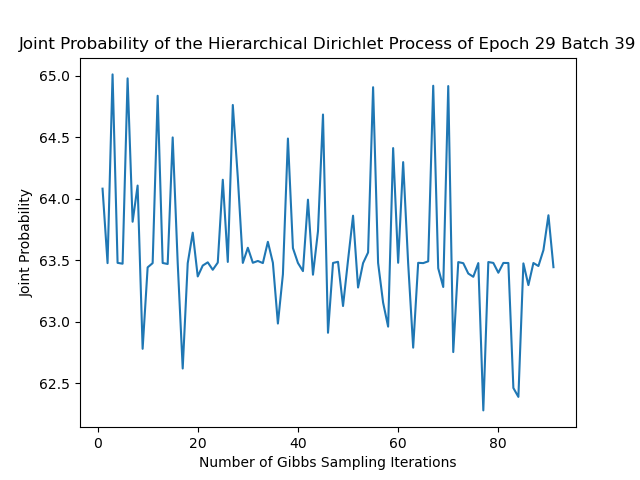 Joint Probability of the Hierarchical Dirichlet Process of Epoch 29 Batch 39
65.0
64.5
64.0
63.5
63.0
62.5
Joint Probability
0 20 40 60 80
Number of Gibbs Sampling Iterations